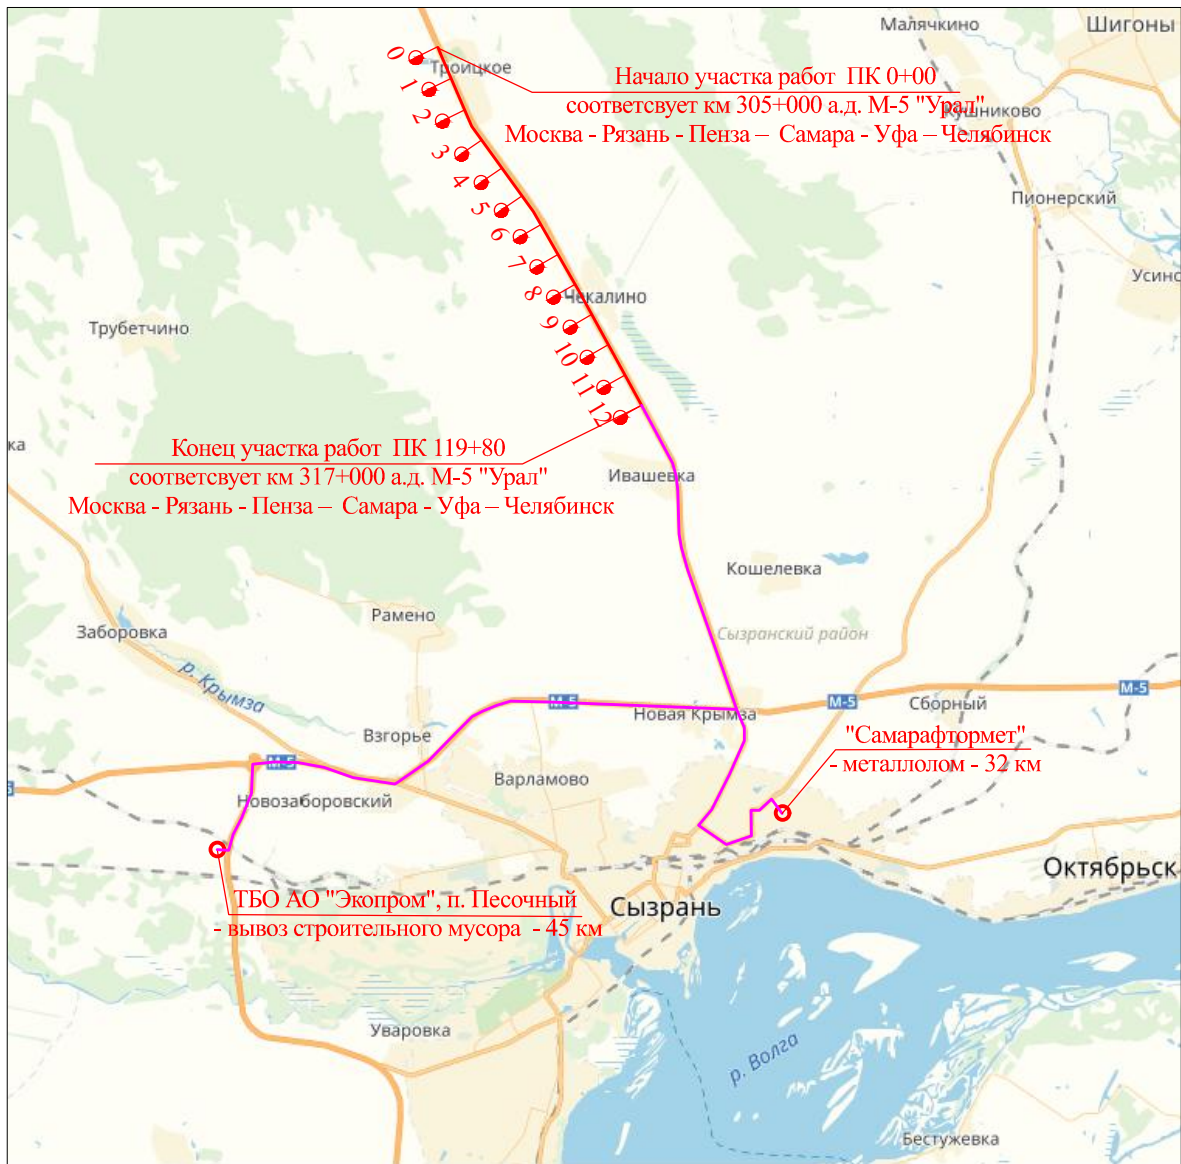 Малячкино
Шигоны
0
Троицкое
Начало участка работ ПК 0+00
соответсвует км 305+000 а.д. М-5 "Урал"
Москва - Рязань - Пенза – Самара - Уфа – Челябинск
Кушниково
1
2
3
4
5
6
7
8
9
10
11
12
Пионерский
Усинс
Чекалино
Трубетчино
ка
Конец участка работ ПК 119+80
соответсвует км 317+000 а.д. М-5 "Урал"
Москва - Рязань - Пенза – Самара - Уфа – Челябинск
Ивашевка
Кошелевка
Рамено
Заборовка
Сызранский район
р. Крымза
М-5
М-5
М-5
Сборный
Новая Крымза
Взгорье
"Самарафтормет"
- металлолом - 32 км
М-5
Варламово
5
Новозаборовский
Октябрьск
ТБО АО "Экопром", п. Песочный
- вывоз строительного мусора - 45 км
Сызрань
Уваровка
р. Волга
Бестужевка